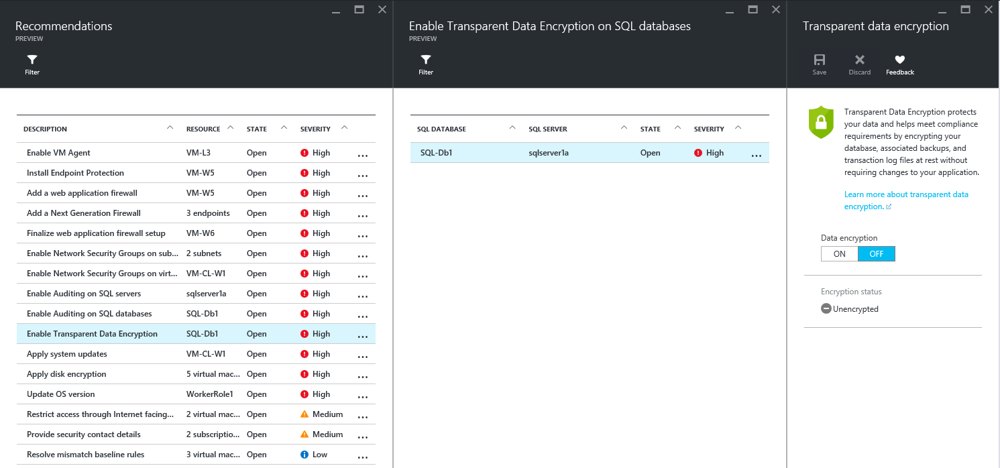 Recommendations
PREVIEW
Filter
DESCRIPTION RESOURCE STATE SEVERITY
Enable VM Agent VM-L3 Open High ...
Install Endpoint Protection VM-W5 Open High ...
Add a web application firewall VM-W5 Open High ...
Add a Next Generation Firewall 3 endpoints Open High ...
Finalize web application firewall setup VM-W6 Open High ...
Enable Network Security Groups on sub... 2 subnets Open High ...
Enable Network Security Groups on virt... VM-CL-W1 Open High ...
Enable Auditing on SQL servers sqlserver1a Open High ...
Enable Auditing on SQL databases SQL-Db1 Open High ...
Enable Transparent Data Encryption SQL-Db1 Open High ...
Apply system updates VM-CL-W1 Open High ...
Apply disk encryption 5 virtual mac... Open High ...
Update OS version WorkerRole1 Open High ...
Restrict access through Internet facing... 2 virtual mac... Open Medium ...
Provide security contact details 2 subscriptio... Open Medium ...
Resolve mismatch baseline rules 3 virtual mac... Open Low ...
Enable Transparent Data Encryption on SQL databases
PREVIEW
Filter
SQL DATABASE SQL SERVER STATE SEVERITY
SQL-Db1 sqlserver1a Open High ...
Transparent data encryption
Save Discard Feedback
Transparent Data Encryption protects
your data and helps meet compliance
requirements by encrypting your
database, associated backups, and
transaction log files at rest without
requiring changes to your application.
Learn more about transparent data
encryption.
Data encryption
ON OFF
Encryption status
Unencrypted